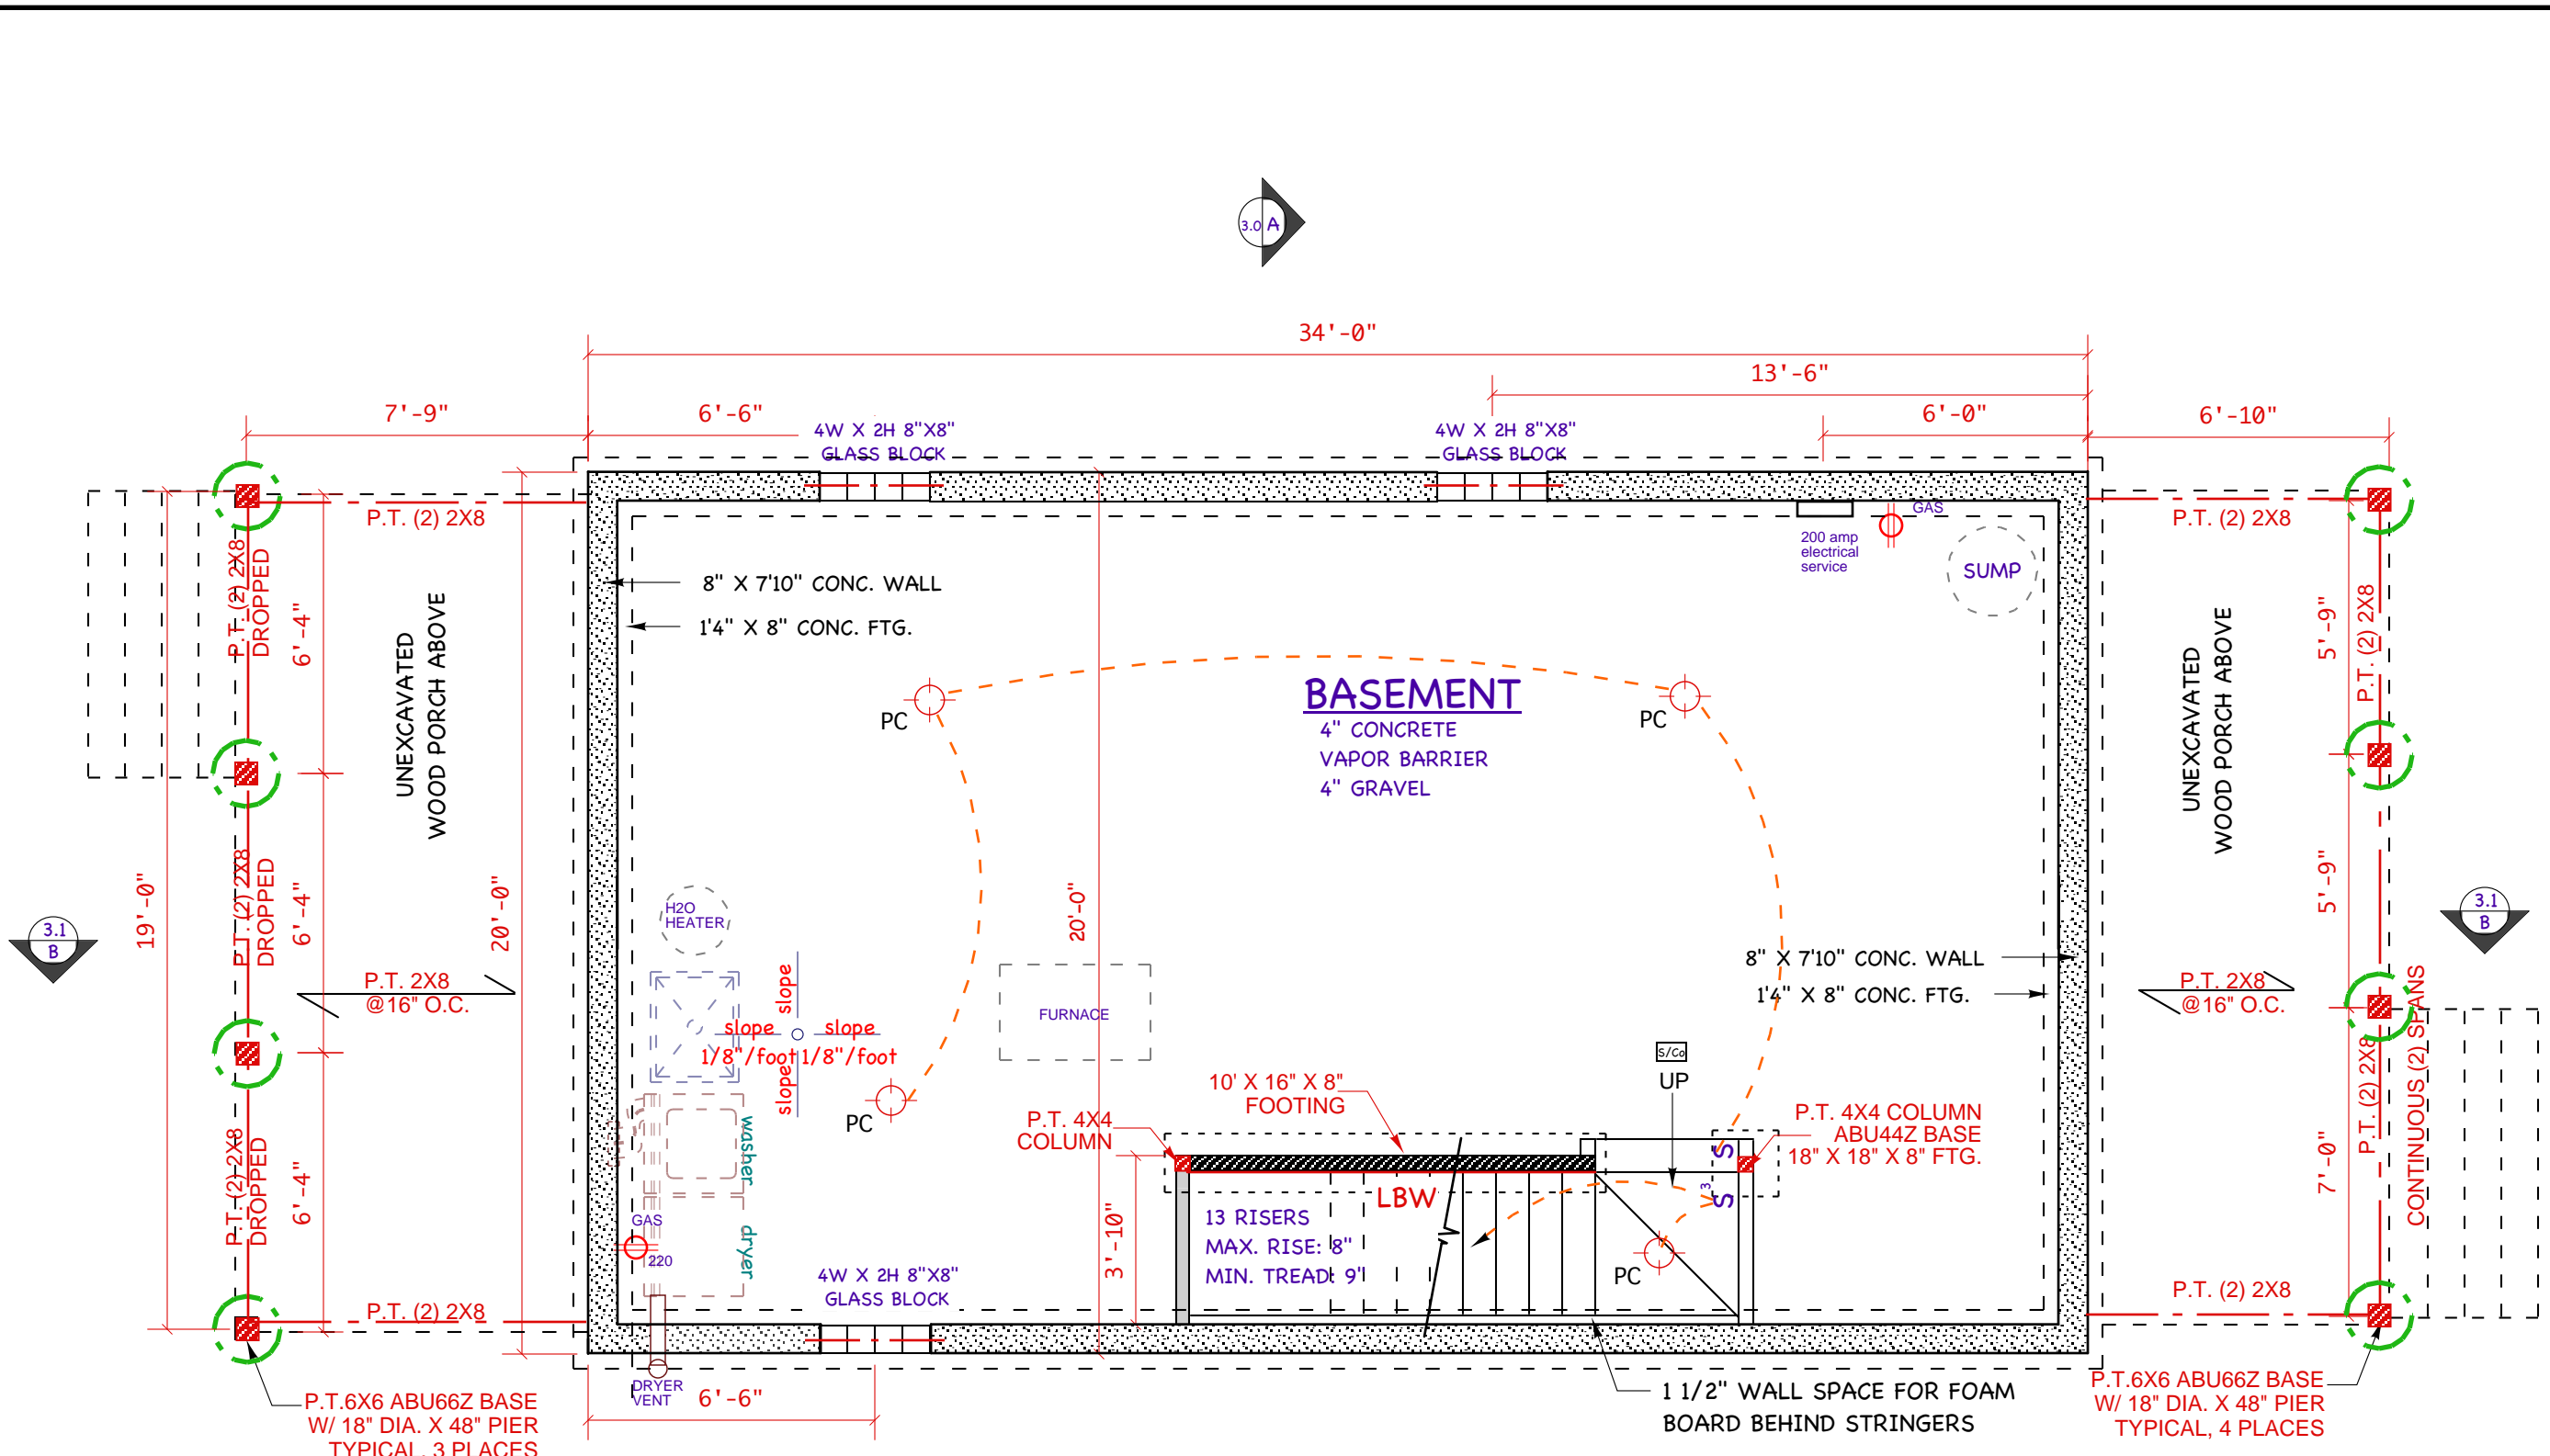 3.0 A
34'-0"
13'-6"
7'-9"
6'-6"
6'-0"
6'-10"
4W X 2H 8"X8"
GLASS BLOCK
4W X 2H 8"X8"
GLASS BLOCK
P.T. (2) 2X8
P.T. (2) 2X8
GAS
200 amp
electrical
service
SUMP
8" X 7'10" CONC. WALL
1'4" X 8" CONC. FTG.
P.T. (2) 2X8
DROPPED
6'-4"
UNEXCAVATED
WOOD PORCH ABOVE
5'-9"
P.T. (2) 2X8
UNEXCAVATED
WOOD PORCH ABOVE
BASEMENT
4" CONCRETE
VAPOR BARRIER
4" GRAVEL
PC
PC
19'-0"
P.T. (2) 2X8
DROPPED
6'-4"
20'-0"
20'-0"
5'-9"
H2O
HEATER
3.1
B
3.1
B
P.T. 2X8
@16" O.C.
P.T. 2X8
@16" O.C.
8" X 7'10" CONC. WALL
1'4" X 8" CONC. FTG.
slope
slope
slope
1/8"/foot
1/8"/foot
slope
FURNACE
PC
S/Co
UP
10' X 16" X 8"
FOOTING
P.T. 4X4
COLUMN
P.T. 4X4 COLUMN
ABU44Z BASE
18" X 18" X 8" FTG.
S
S
3
LBW
13 RISERS
MAX. RISE: 8"
MIN. TREAD: 9"
PC
3'-10"
washer
dryer
GAS
220
P.T. (2) 2X8
DROPPED
6'-4"
P.T. (2) 2X8
CONTINUOUS (2) SPANS
7'-0"
P.T. (2) 2X8
P.T. (2) 2X8
4W X 2H 8"X8"
GLASS BLOCK
DRYER
VENT
6'-6"
1 1/2" WALL SPACE FOR FOAM
BOARD BEHIND STRINGERS
P.T.6X6 ABU66Z BASE
W/ 18" DIA. X 48" PIER
TYPICAL, 3 PLACES
P.T.6X6 ABU66Z BASE
W/ 18" DIA. X 48" PIER
TYPICAL, 4 PLACES